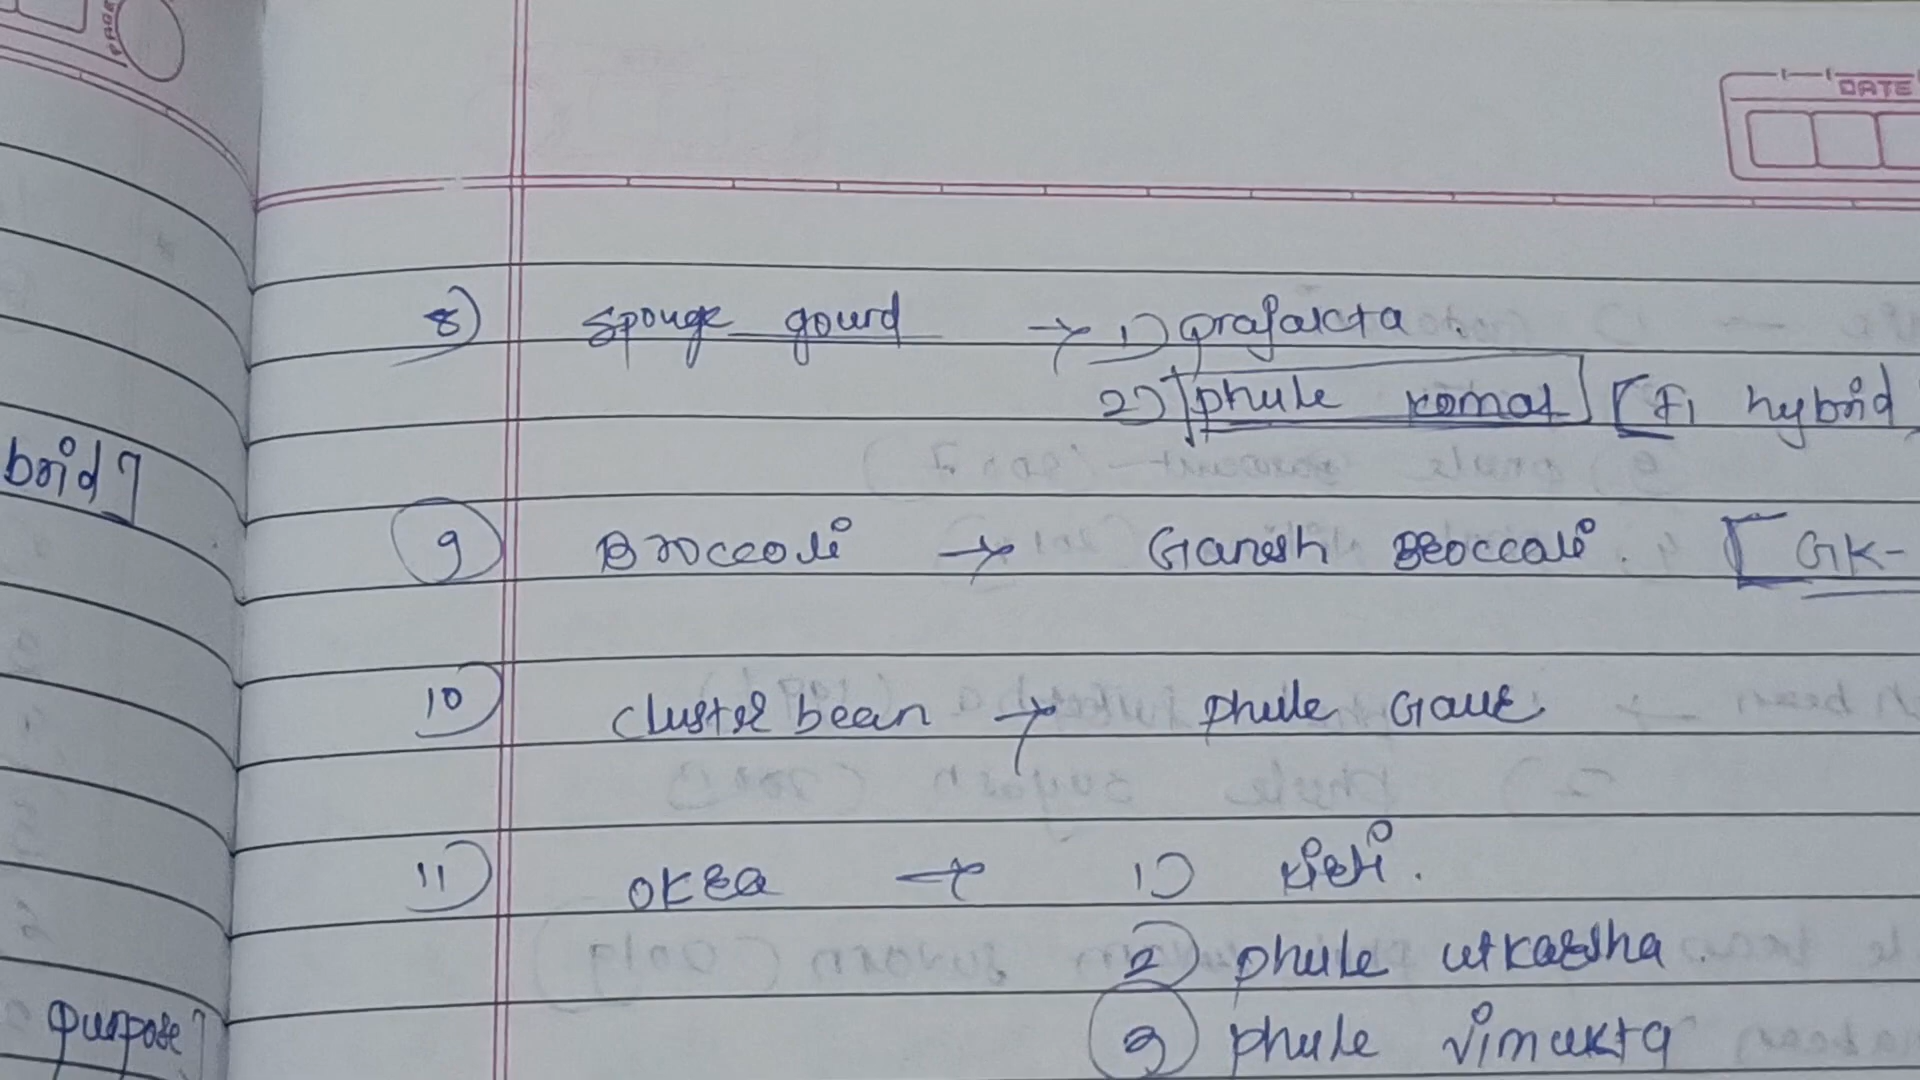 PAGE
DATE
8) Sponge gourd → 1) prajakta.
2) phule komal [F1 hybrid]
brid]
9 Broccoli → Ganesh Broccoli. [GK-
10 cluster bean → phule Gaur
11) OKra → 1)
2) phule utkarsha.
purpose]
3 phule vimukta